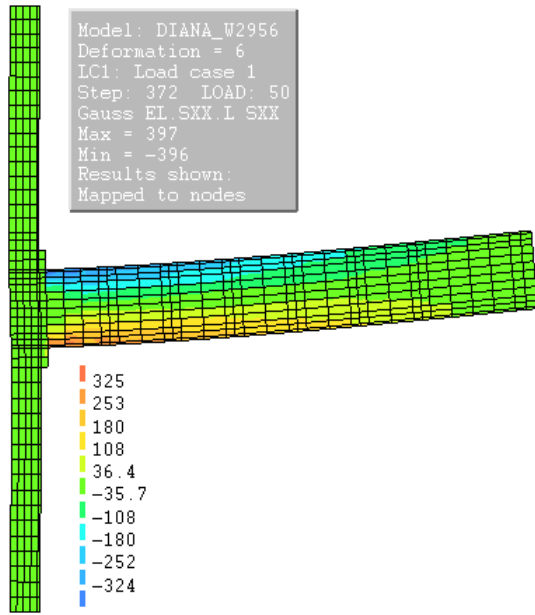 Model: DIANA_W2956
Deformation = 6
LC1: Load case 1
Step: 372 LOAD: 50
Gauss EL.SXX.L SXX
Max = 397
Min = -396
Results shown:
Mapped to nodes
325
253
180
108
36.4
-35.7
-108
-180
-252
-324